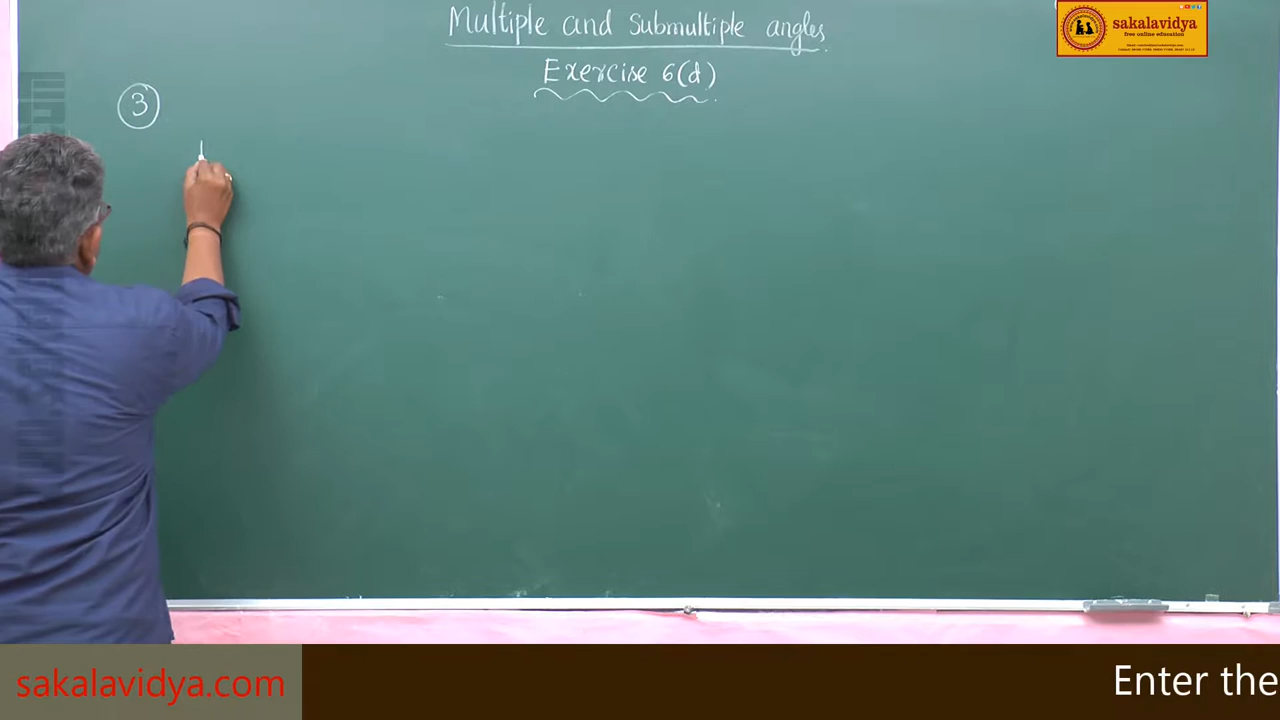 Multiple and Submultiple angles
Exercise 6(d)
3
sakalavidya
free online education
sakalavidya.com
Enter the